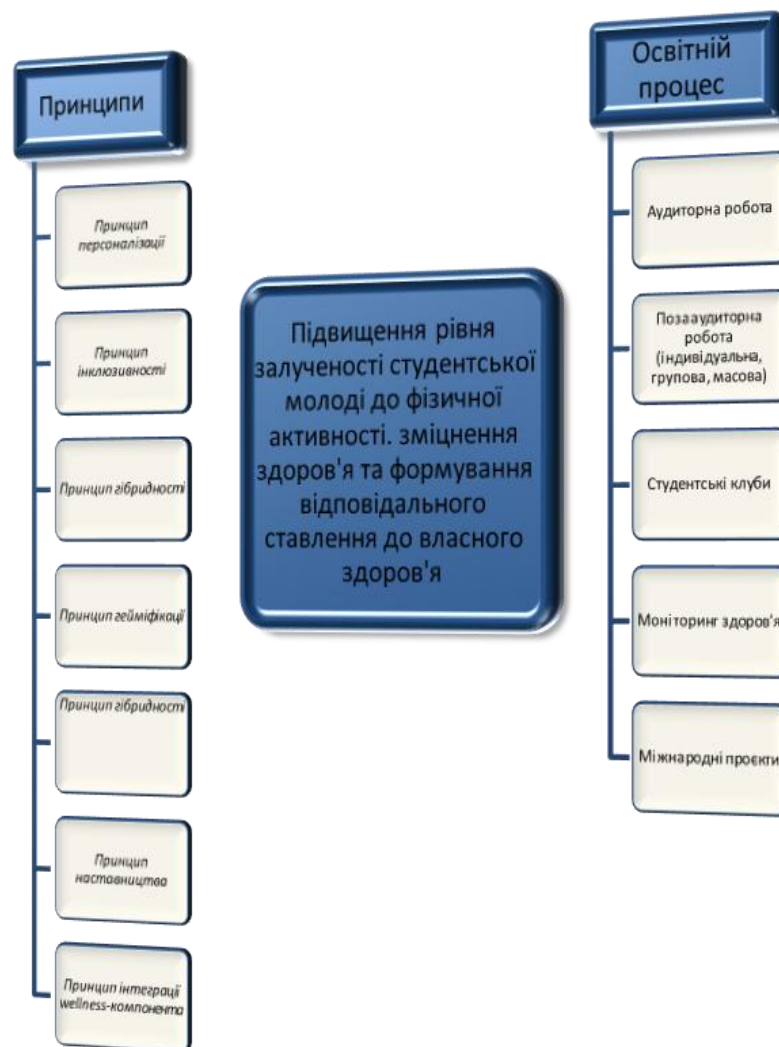 Принципи
Принцип
персоналізації
Принцип
інклюзивності
Принцип гібридності
Принцип гейміфікації
Принцип гібридності
Принцип
наставництва
Принцип інтеграції
wellness-компонента
Підвищення рівня
залученості студентської
молоді до фізичної
активності. зміцнення
здоров'я та формування
відповідального
ставлення до власного
здоров'я
Освітній
процес
Аудиторна робота
Позааудиторна
робота
(індивідуальна,
групова, масова)
Студентські клуби
Моніторинг здоров'я
Міжнародні проєкти